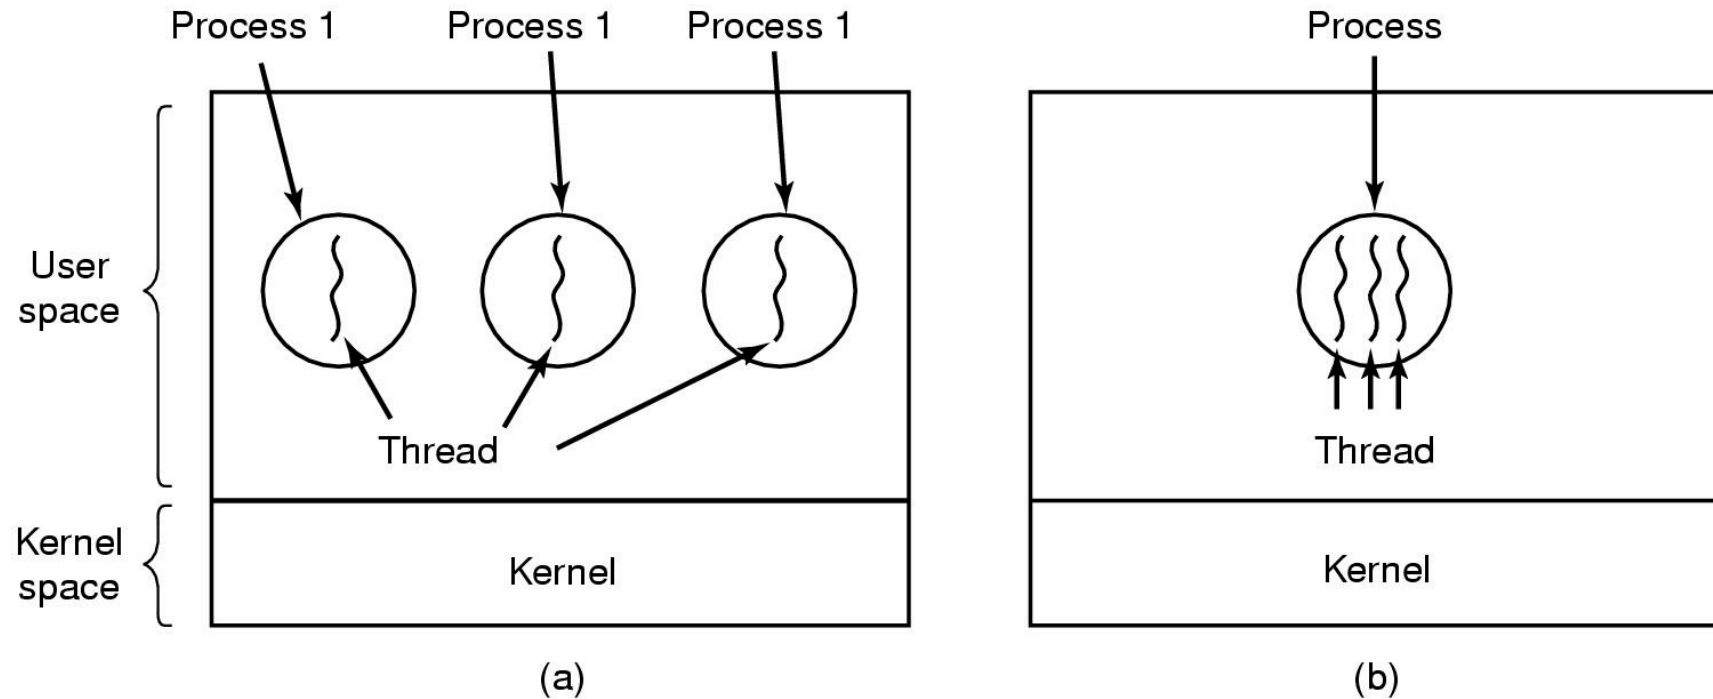 Process 1
Process 1
Process 1
User
space
Thread
Kernel
space
Kernel
(a)
Process
Thread
Kernel
(b)